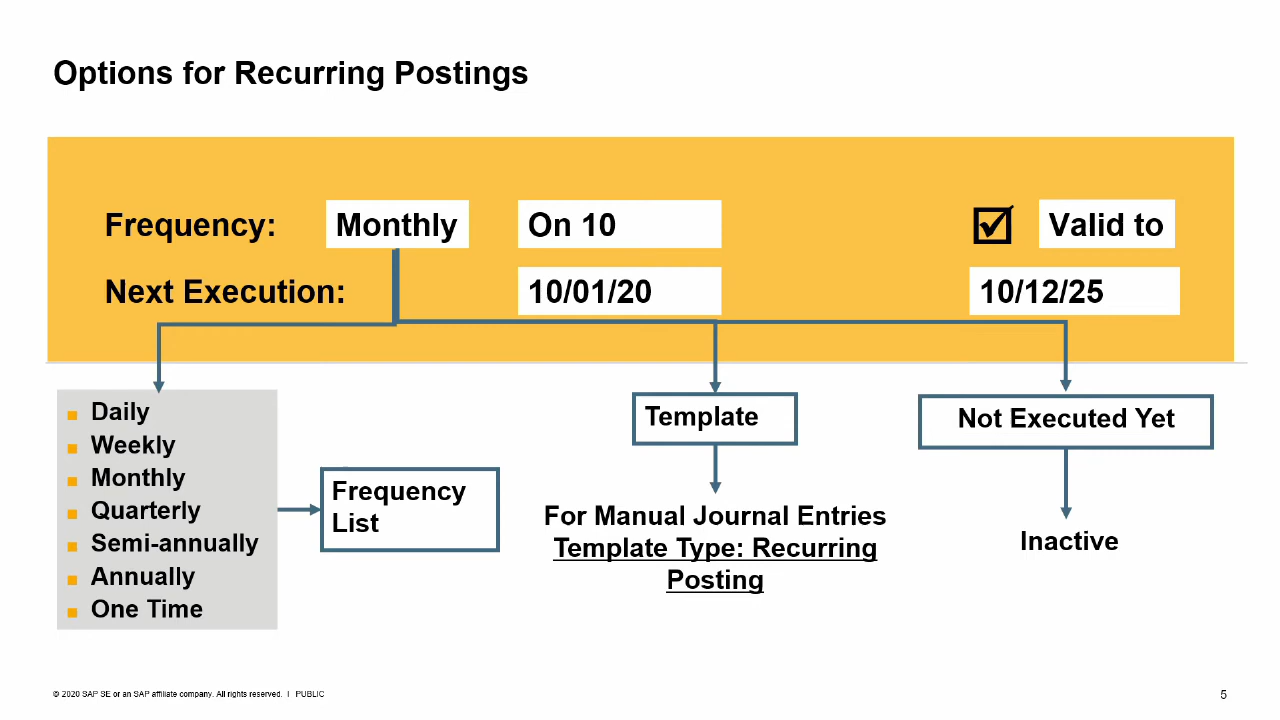 Options for Recurring Postings
Frequency: Monthly On 10 Valid to
Next Execution: 10/01/20 10/12/25
Daily
Weekly
Monthly
Quarterly
Semi-annually
Annually
One Time
Frequency
List
Template
For Manual Journal Entries
Template Type: Recurring
Posting
Not Executed Yet
Inactive
© 2020 SAP SE or an SAP affiliate company. All rights reserved. I PUBLIC
5